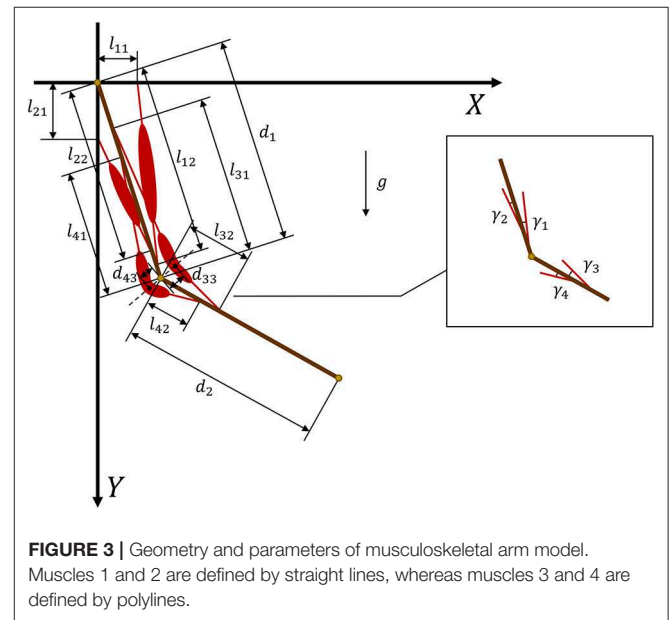 l₁₁
X
l₂₁
l₂₂
l₁₂
d₁
l₃₁
g
l₄₁
l₃₂
d₄₃
d₃₃
l₄₂
d₂
Y
γ₂
γ₁
γ₃
γ₄
FIGURE 3 | Geometry and parameters of musculoskeletal arm model.
Muscles 1 and 2 are defined by straight lines, whereas muscles 3 and 4 are
defined by polylines.